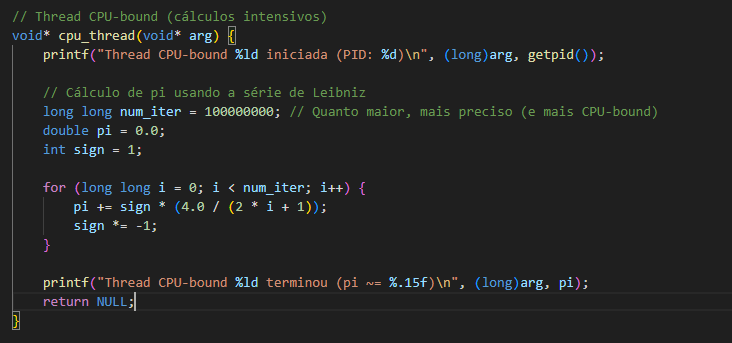 // Thread CPU-bound (cálculos intensivos)
void* cpu_thread(void* arg) {
    printf("Thread CPU-bound %ld iniciada (PID: %d)\n", (long)arg, getpid());
    // Cálculo de pi usando a série de Leibniz
    long long num_iter = 100000000; // Quanto maior, mais preciso (e mais CPU-bound)
    double pi = 0.0;
    int sign = 1;
    for (long long i = 0; i < num_iter; i++) {
        pi += sign * (4.0 / (2 * i + 1));
        sign *= -1;
    }
    printf("Thread CPU-bound %ld terminou (pi ~= %.15f)\n", (long)arg, pi);
    return NULL;
}